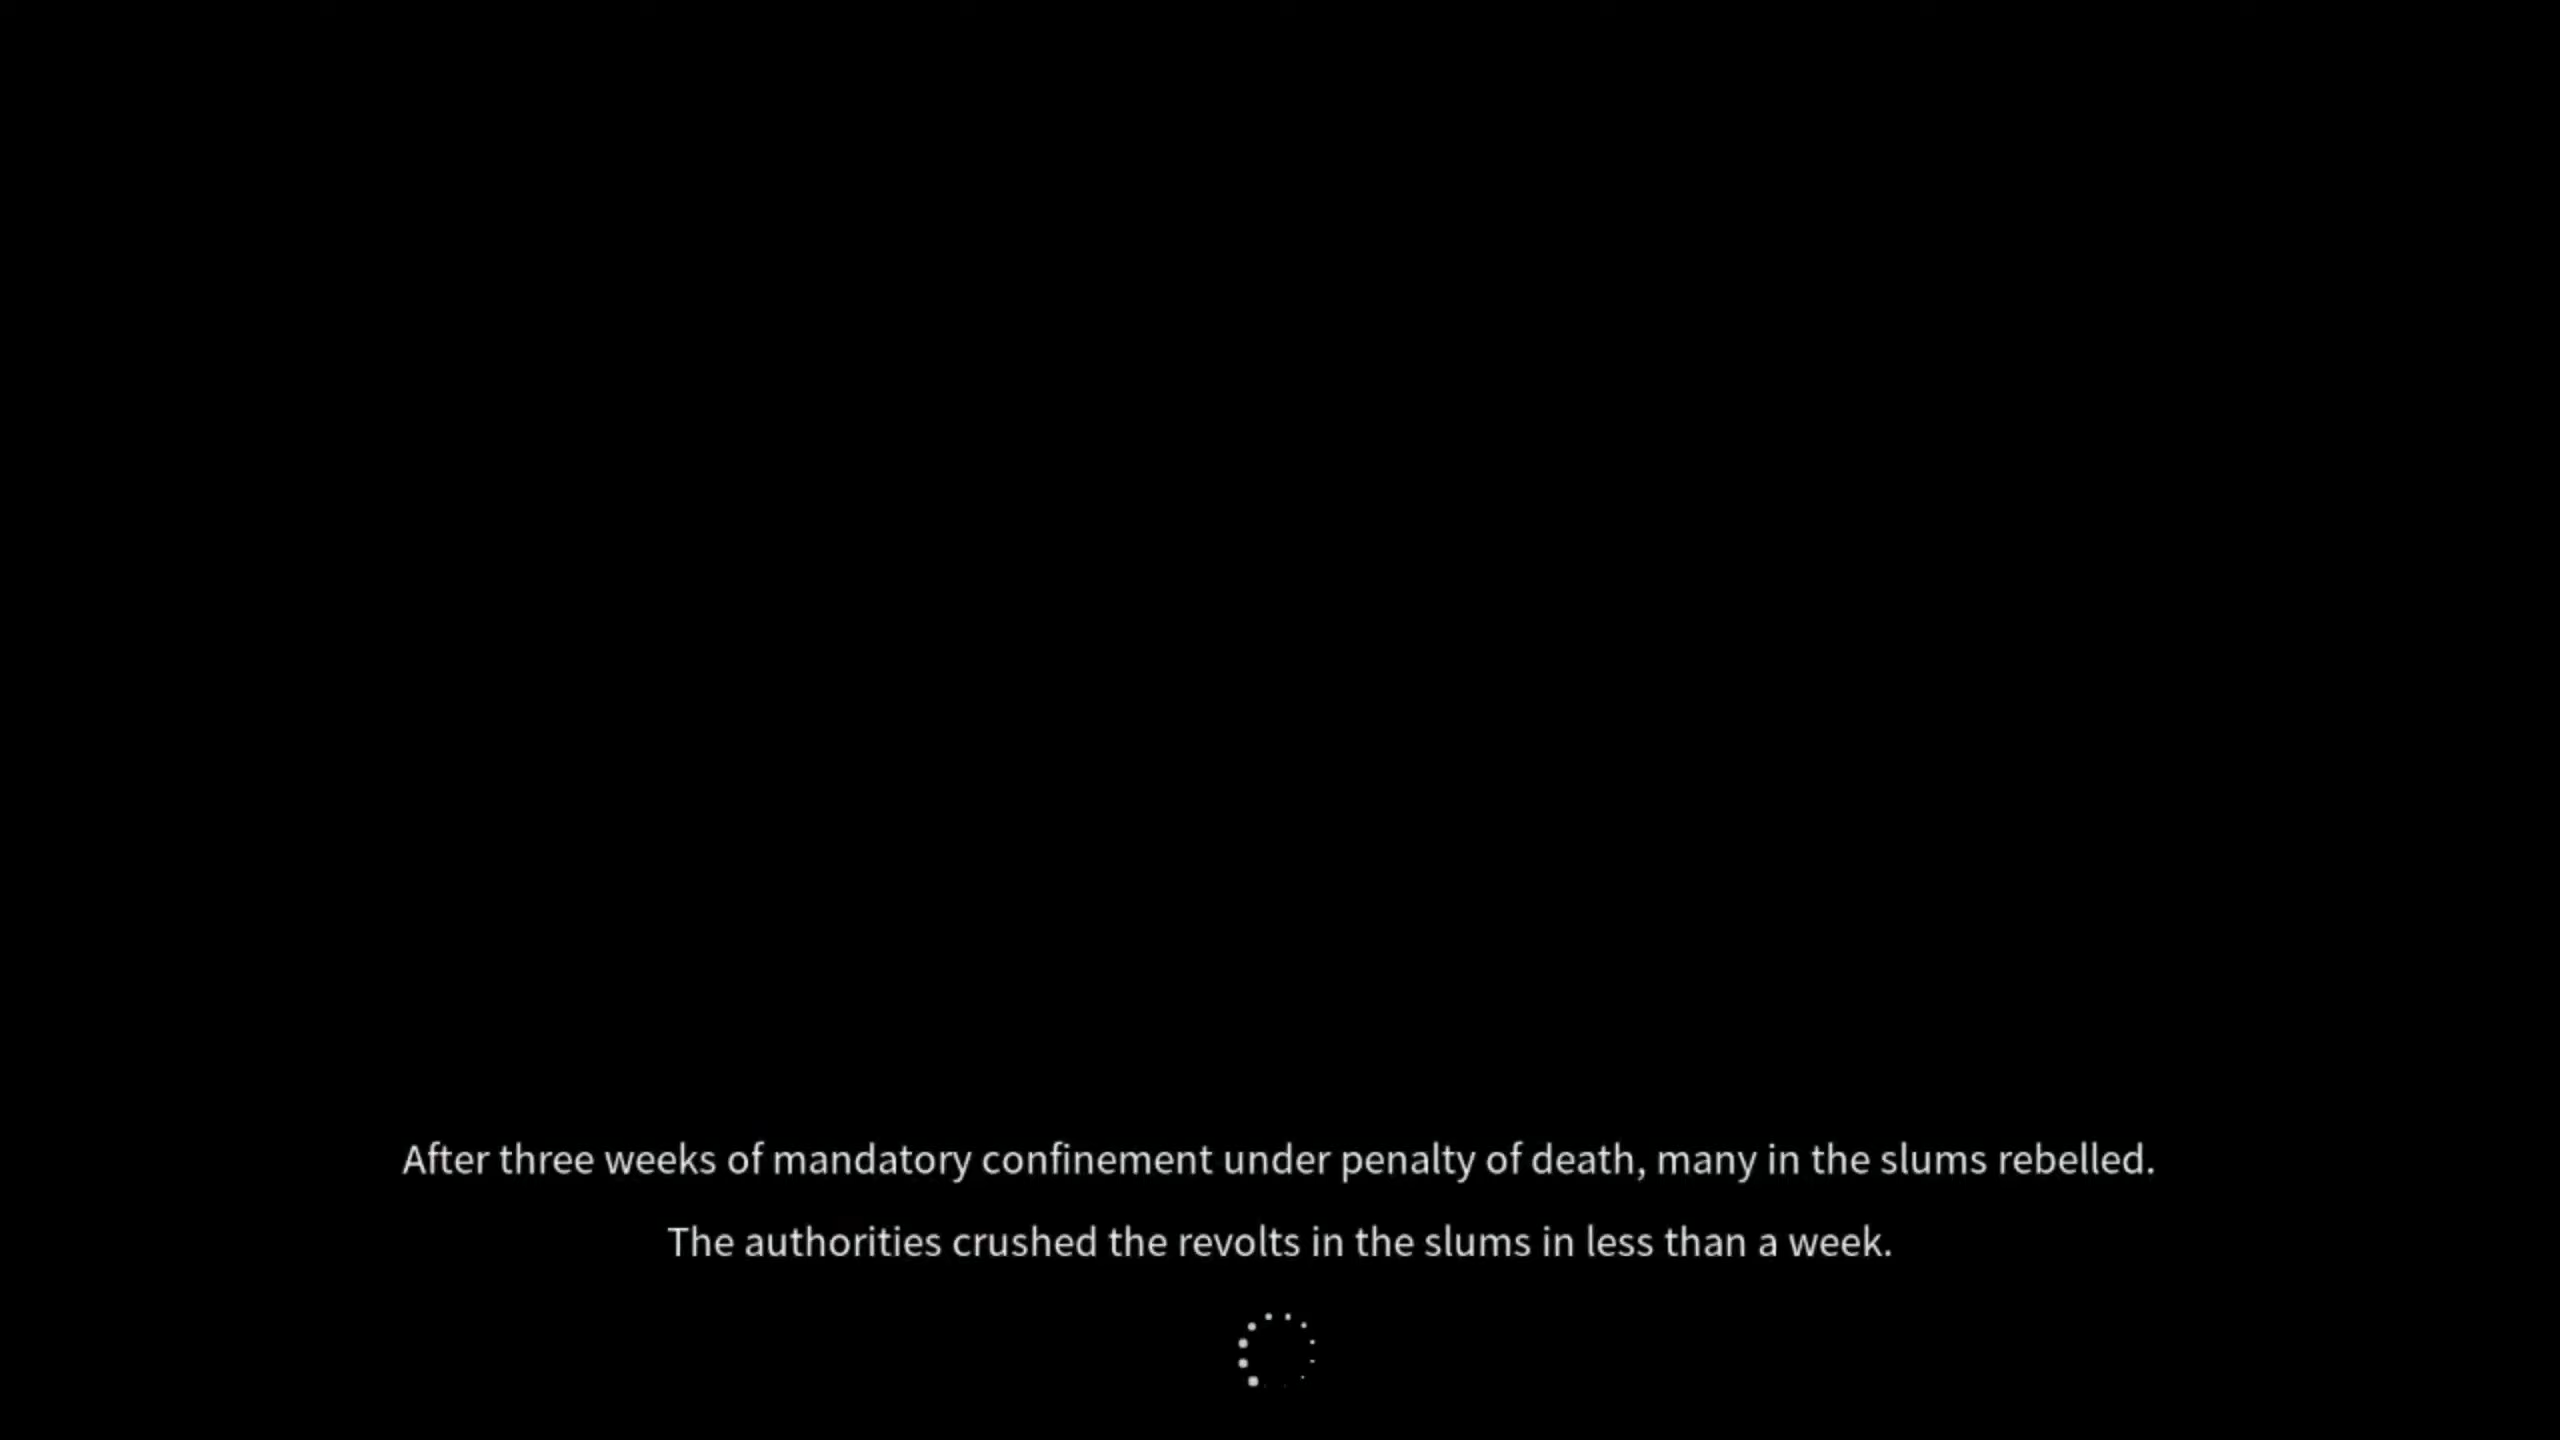 After three weeks of mandatory confinement under penalty of death, many in the slums rebelled.
The authorities crushed the revolts in the slums in less than a week.